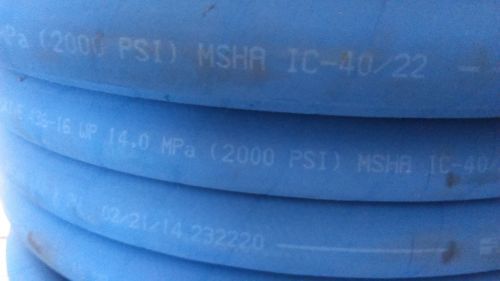 (2000 PSI) MSHA IC-40/22
436-16 WP 14.0 MPa (2000 PSI) MSHA IC-40/
02/21/14.232220